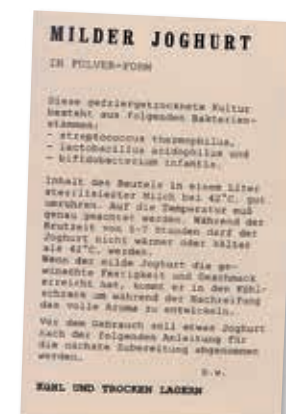 MILDER JOGHURT
IN PULVER-FORM
Diese gefriergetrocknete Kultur
besteht aus folgenden Bakterien-
stämmen:
- streptococcus thermophilus,
- lactobacillus acidophilus und
- bifidobacterium infantis.
Inhalt des Beutels in einem Liter
sterilisierter Milch bei 42°C. gut
umrühren. Auf die Temperatur muß
genau geachtet werden. Während der
Brutzeit von 5-7 Stunden darf der
Joghurt nicht wärmer oder kälter
als 42°C. werden.
Wenn der milde Joghurt die ge-
wünschte Festigkeit und Geschmack
erreicht hat, kommt er in den Kühl-
schrank um während der Nachreifung
das volle Aroma zu entwickeln.
Vor dem Gebrauch soll etwas Joghurt
nach der folgenden Anleitung für
die nächste Zubereitung abgenommen
werden.
b.w.
KÜHL UND TROCKEN LAGERN